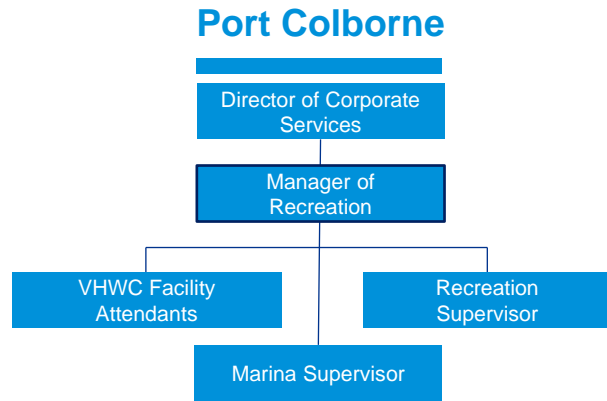 Port Colborne
Director of Corporate
Services
Manager of
Recreation
VHWC Facility
Attendants
Recreation
Supervisor
Marina Supervisor